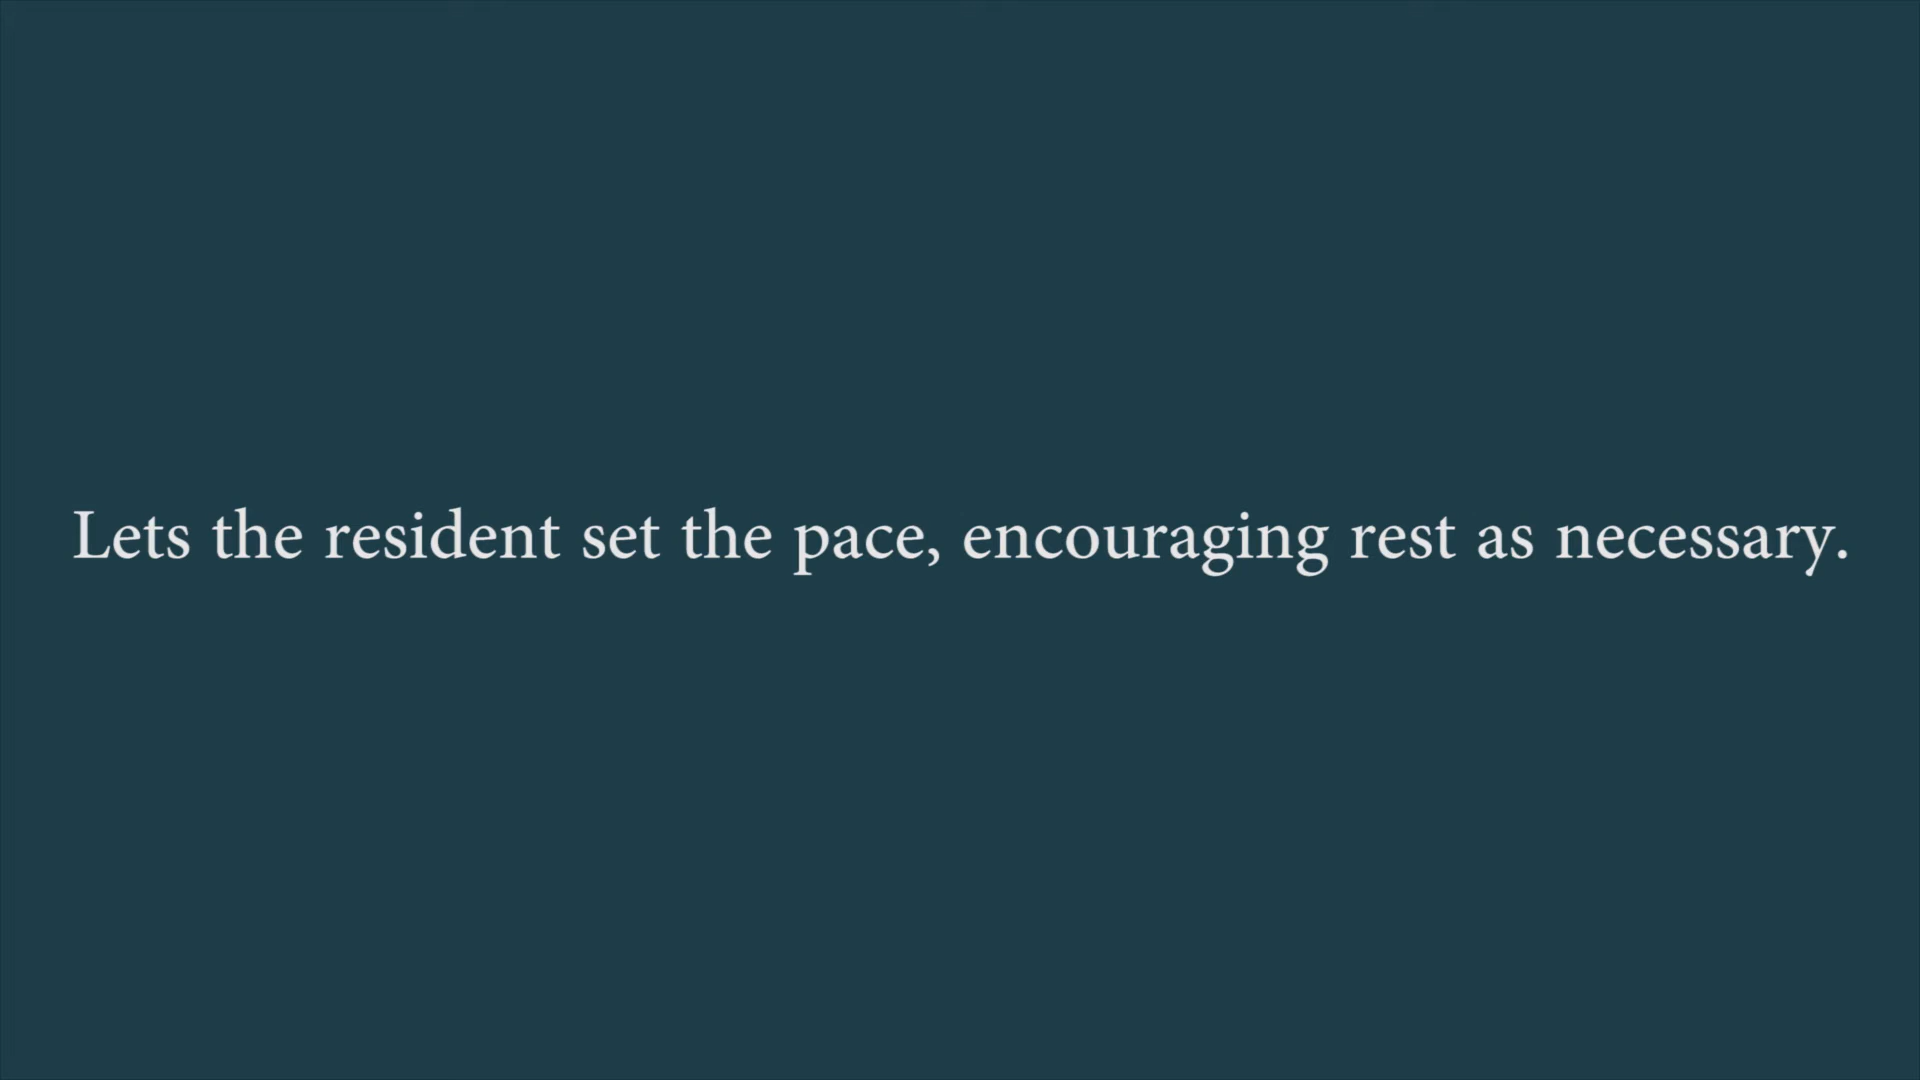 Lets the resident set the pace, encouraging rest as necessary.